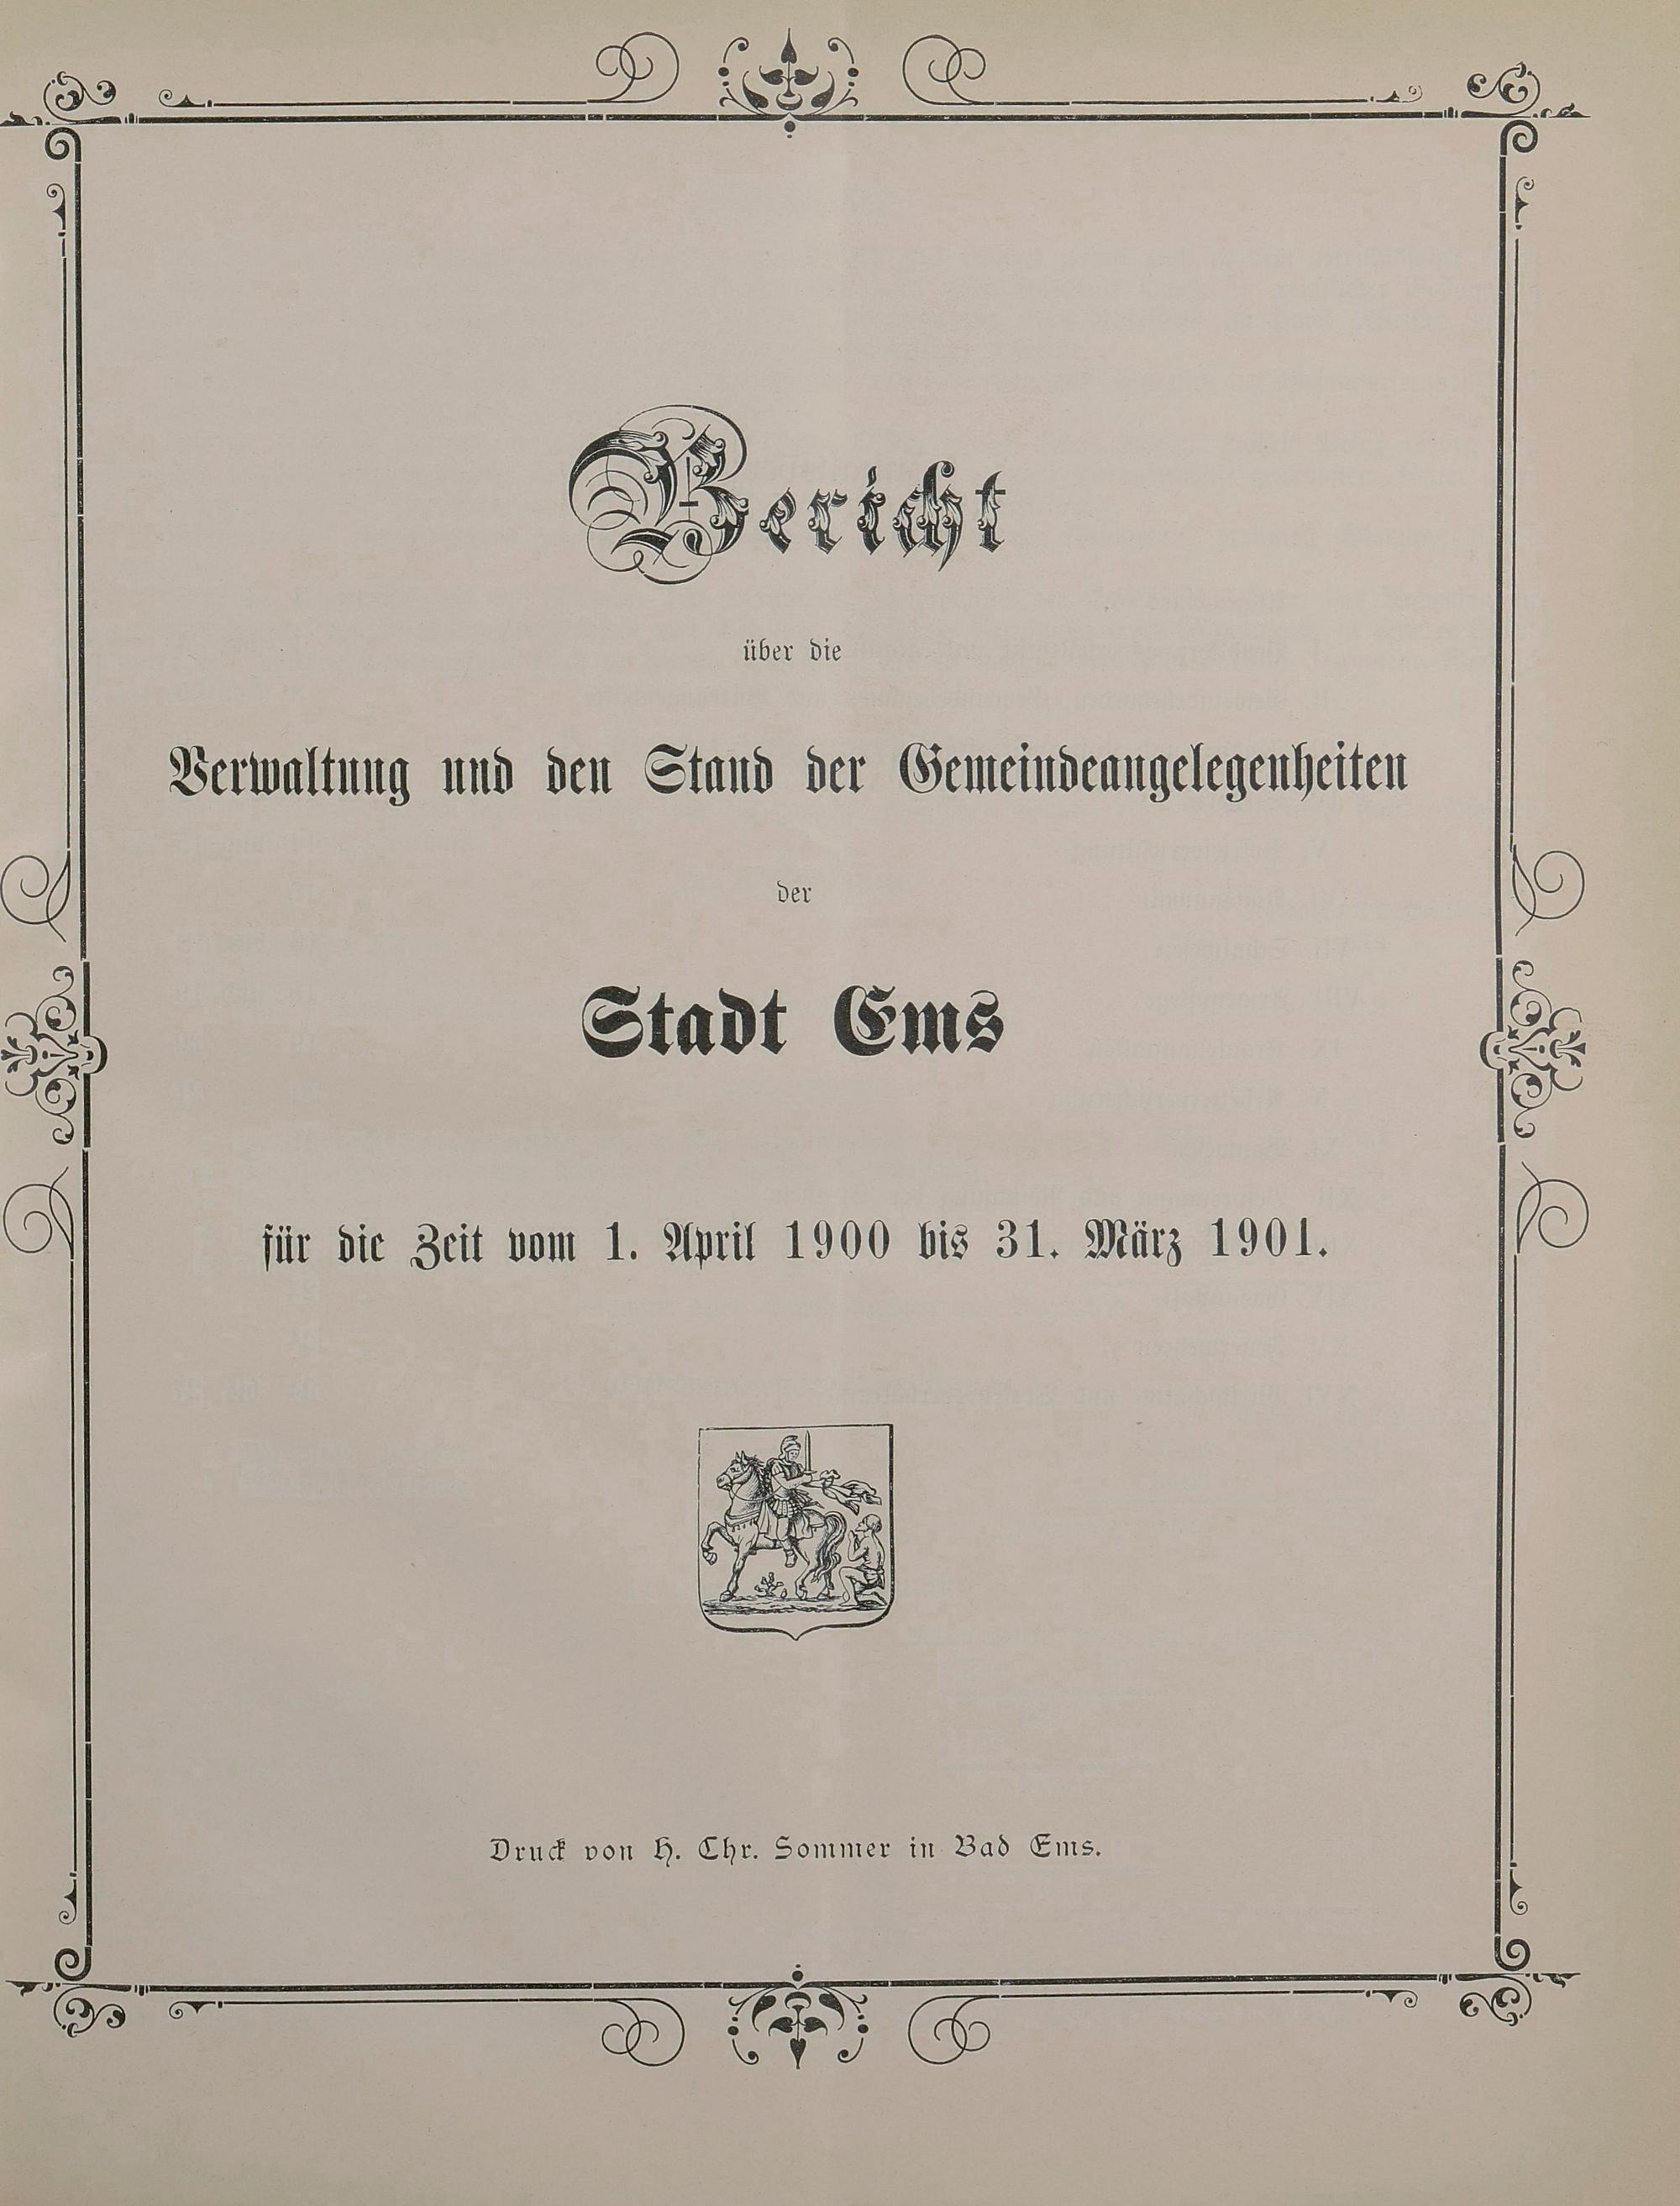 Bericht
über die
Verwaltung und den Stand der Gemeindeangelegenheiten
der
Stadt Ems
für die Zeit vom 1. April 1900 bis 31. März 1901.
Druck von H. Chr. Sommer in Bad Ems.